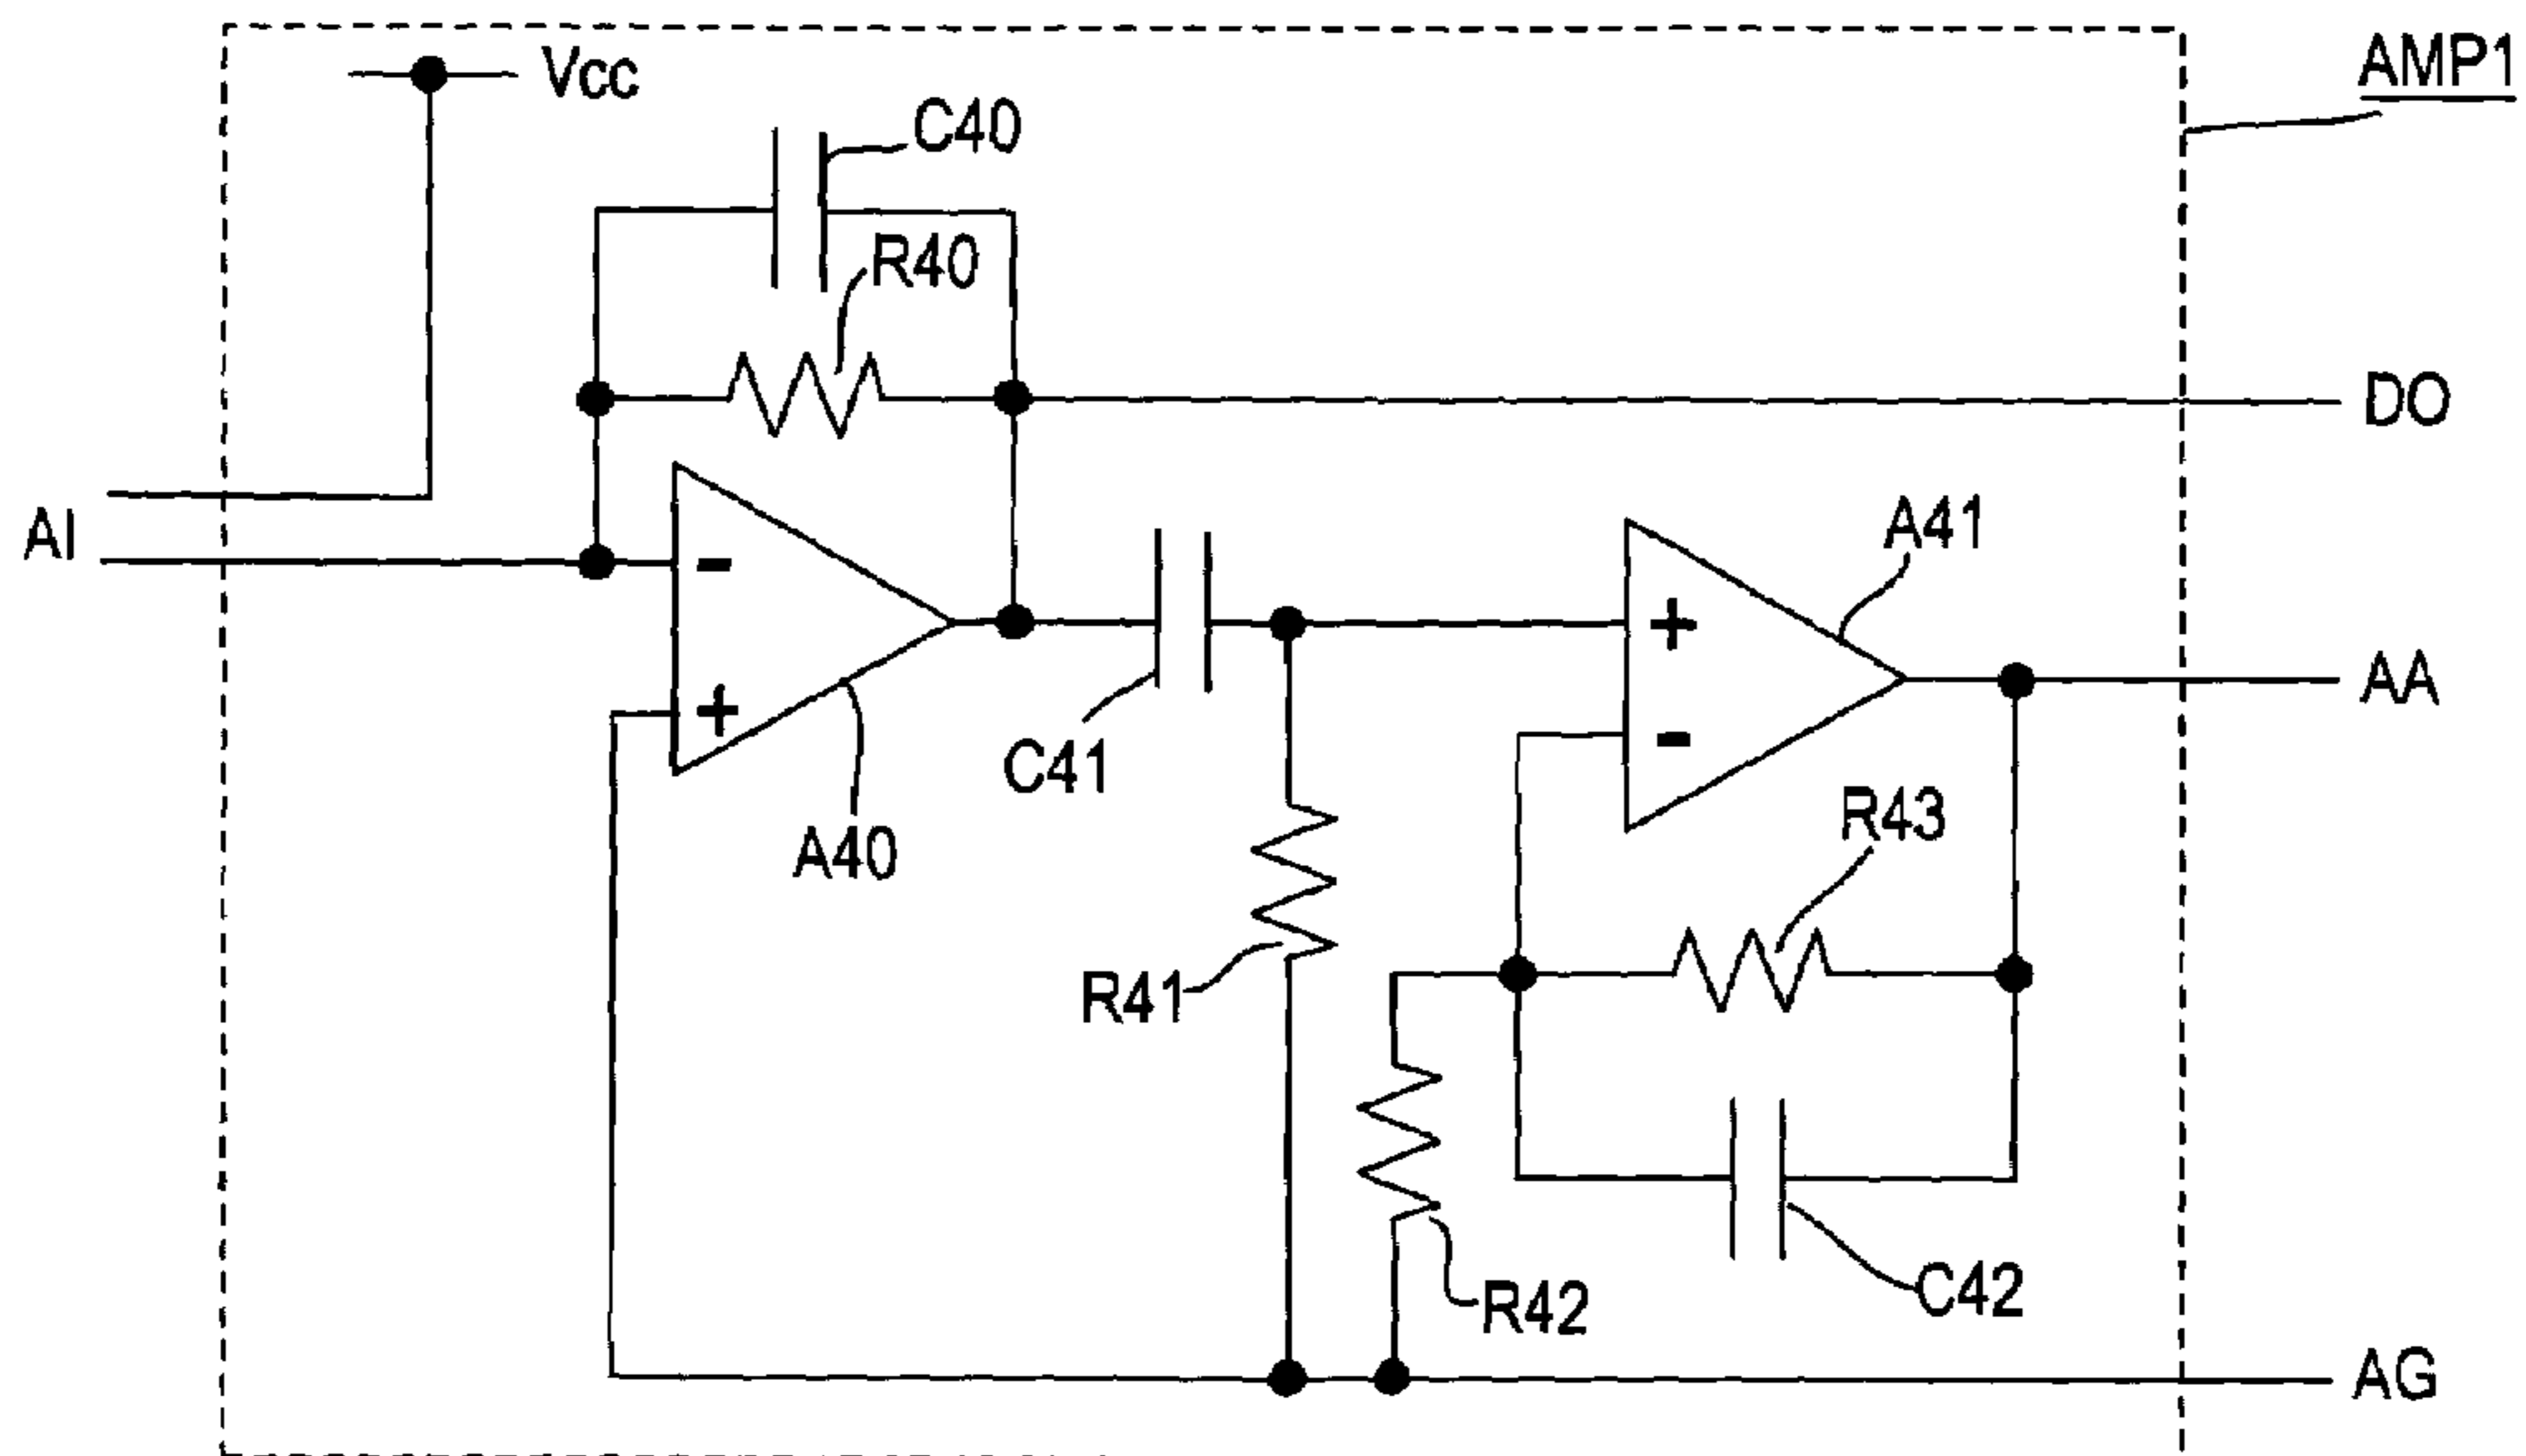 Vcc
AMP1
C40
R40
DO
AI
-
+
A40
C41
+
-
A41
AA
R43
R41
R42
C42
AG